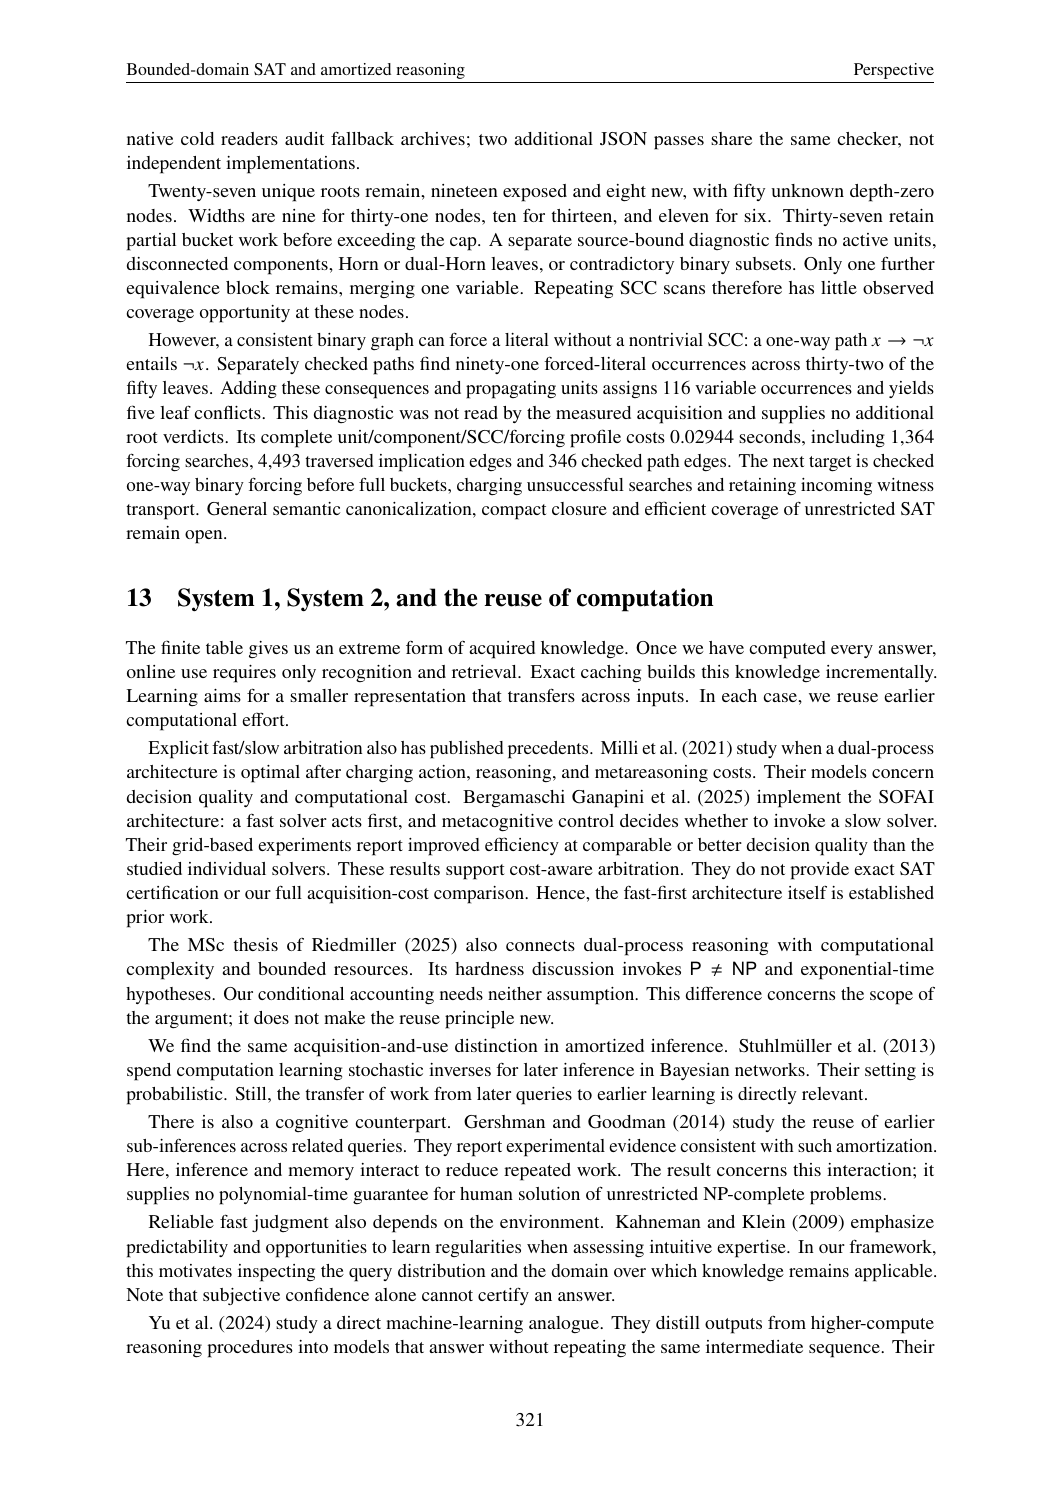 Bounded-domain SAT and amortized reasoning Perspective
native cold readers audit fallback archives; two additional JSON passes share the same checker, not
independent implementations.
Twenty-seven unique roots remain, nineteen exposed and eight new, with fifty unknown depth-zero
nodes. Widths are nine for thirty-one nodes, ten for thirteen, and eleven for six. Thirty-seven retain
partial bucket work before exceeding the cap. A separate source-bound diagnostic finds no active units,
disconnected components, Horn or dual-Horn leaves, or contradictory binary subsets. Only one further
equivalence block remains, merging one variable. Repeating SCC scans therefore has little observed
coverage opportunity at these nodes.
However, a consistent binary graph can force a literal without a nontrivial SCC: a one-way path x → ¬x
entails ¬x. Separately checked paths find ninety-one forced-literal occurrences across thirty-two of the
fifty leaves. Adding these consequences and propagating units assigns 116 variable occurrences and yields
five leaf conflicts. This diagnostic was not read by the measured acquisition and supplies no additional
root verdicts. Its complete unit/component/SCC/forcing profile costs 0.02944 seconds, including 1,364
forcing searches, 4,493 traversed implication edges and 346 checked path edges. The next target is checked
one-way binary forcing before full buckets, charging unsuccessful searches and retaining incoming witness
transport. General semantic canonicalization, compact closure and efficient coverage of unrestricted SAT
remain open.
13 System 1, System 2, and the reuse of computation
The finite table gives us an extreme form of acquired knowledge. Once we have computed every answer,
online use requires only recognition and retrieval. Exact caching builds this knowledge incrementally.
Learning aims for a smaller representation that transfers across inputs. In each case, we reuse earlier
computational effort.
Explicit fast/slow arbitration also has published precedents. Milli et al. (2021) study when a dual-process
architecture is optimal after charging action, reasoning, and metareasoning costs. Their models concern
decision quality and computational cost. Bergamaschi Ganapini et al. (2025) implement the SOFAI
architecture: a fast solver acts first, and metacognitive control decides whether to invoke a slow solver.
Their grid-based experiments report improved efficiency at comparable or better decision quality than the
studied individual solvers. These results support cost-aware arbitration. They do not provide exact SAT
certification or our full acquisition-cost comparison. Hence, the fast-first architecture itself is established
prior work.
The MSc thesis of Riedmiller (2025) also connects dual-process reasoning with computational
complexity and bounded resources. Its hardness discussion invokes P ≠ NP and exponential-time
hypotheses. Our conditional accounting needs neither assumption. This difference concerns the scope of
the argument; it does not make the reuse principle new.
We find the same acquisition-and-use distinction in amortized inference. Stuhlmüller et al. (2013)
spend computation learning stochastic inverses for later inference in Bayesian networks. Their setting is
probabilistic. Still, the transfer of work from later queries to earlier learning is directly relevant.
There is also a cognitive counterpart. Gershman and Goodman (2014) study the reuse of earlier
sub-inferences across related queries. They report experimental evidence consistent with such amortization.
Here, inference and memory interact to reduce repeated work. The result concerns this interaction; it
supplies no polynomial-time guarantee for human solution of unrestricted NP-complete problems.
Reliable fast judgment also depends on the environment. Kahneman and Klein (2009) emphasize
predictability and opportunities to learn regularities when assessing intuitive expertise. In our framework,
this motivates inspecting the query distribution and the domain over which knowledge remains applicable.
Note that subjective confidence alone cannot certify an answer.
Yu et al. (2024) study a direct machine-learning analogue. They distill outputs from higher-compute
reasoning procedures into models that answer without repeating the same intermediate sequence. Their
321